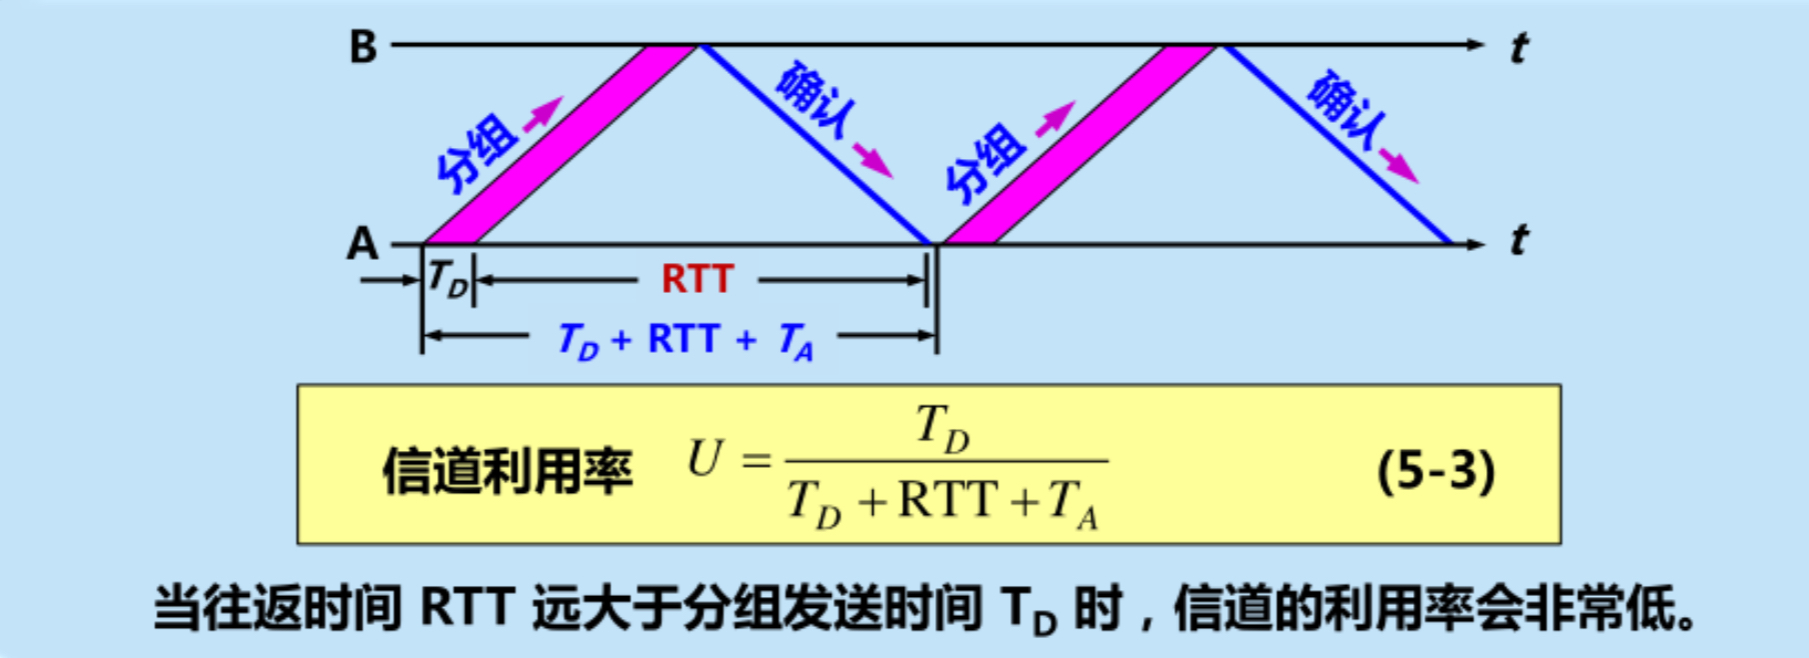 B t
分组 确认 分组 确认
A t
T_D RTT
T_D + RTT + T_A
信道利用率 U = T_D / (T_D + RTT + T_A) (5-3)
当往返时间 RTT 远大于分组发送时间 T_D 时，信道的利用率会非常低。